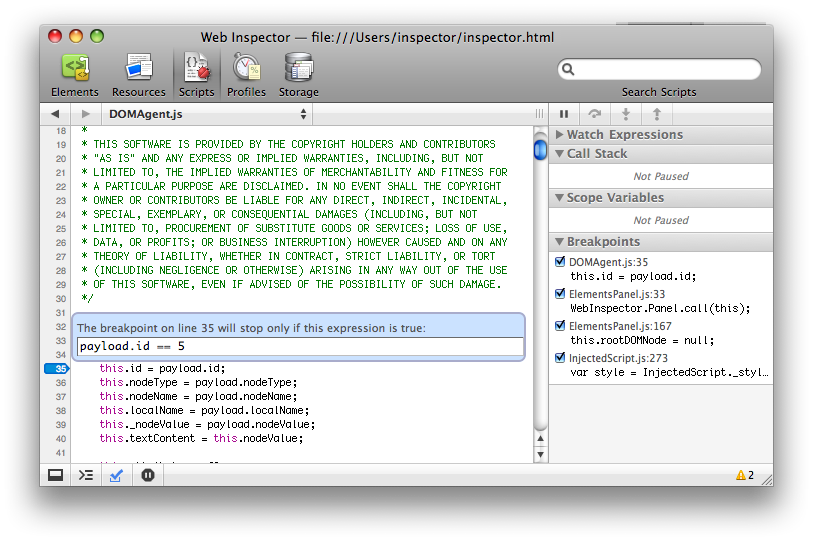 Web Inspector — file:///Users/inspector/inspector.html
Elements
Resources
Scripts
Profiles
Storage
Search Scripts
DOMAgent.js
18 *
19 * THIS SOFTWARE IS PROVIDED BY THE COPYRIGHT HOLDERS AND CONTRIBUTORS
20 * "AS IS" AND ANY EXPRESS OR IMPLIED WARRANTIES, INCLUDING, BUT NOT
21 * LIMITED TO, THE IMPLIED WARRANTIES OF MERCHANTABILITY AND FITNESS FOR
22 * A PARTICULAR PURPOSE ARE DISCLAIMED. IN NO EVENT SHALL THE COPYRIGHT
23 * OWNER OR CONTRIBUTORS BE LIABLE FOR ANY DIRECT, INDIRECT, INCIDENTAL,
24 * SPECIAL, EXEMPLARY, OR CONSEQUENTIAL DAMAGES (INCLUDING, BUT NOT
25 * LIMITED TO, PROCUREMENT OF SUBSTITUTE GOODS OR SERVICES; LOSS OF USE,
26 * DATA, OR PROFITS; OR BUSINESS INTERRUPTION) HOWEVER CAUSED AND ON ANY
27 * THEORY OF LIABILITY, WHETHER IN CONTRACT, STRICT LIABILITY, OR TORT
28 * (INCLUDING NEGLIGENCE OR OTHERWISE) ARISING IN ANY WAY OUT OF THE USE
29 * OF THIS SOFTWARE, EVEN IF ADVISED OF THE POSSIBILITY OF SUCH DAMAGE.
30 */
31
32 The breakpoint on line 35 will stop only if this expression is true:
33
34 payload.id == 5
35 this.id = payload.id;
36 this.nodeType = payload.nodeType;
37 this.nodeName = payload.nodeName;
38 this.localName = payload.localName;
39 this._nodeValue = payload.nodeValue;
40 this.textContent = this.nodeValue;
41
Watch Expressions
Call Stack
Not Paused
Scope Variables
Not Paused
Breakpoints
DOMAgent.js:35
this.id = payload.id;
ElementsPanel.js:33
WebInspector.Panel.call(this);
ElementsPanel.js:167
this.rootDOMNode = null;
InjectedScript.js:273
var style = InjectedScript._styl…
2